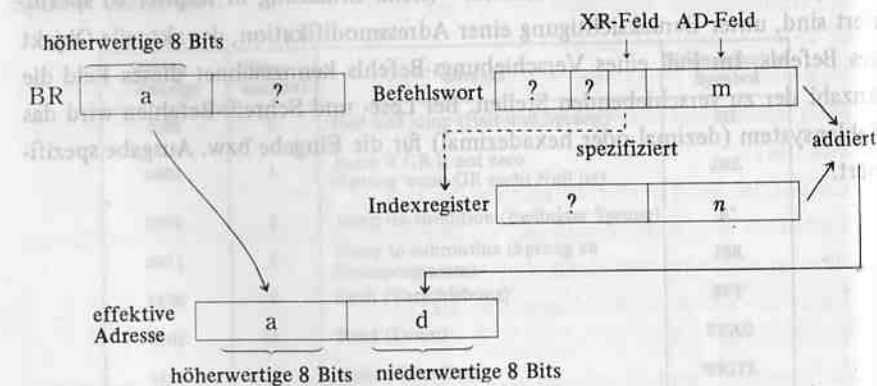 XR-Feld AD-Feld
höherwertige 8 Bits
BR a ? Befehlswort ? ? m
spezifiziert addiert
Indexregister ? n
effektive
Adresse a d
höherwertige 8 Bits niederwertige 8 Bits